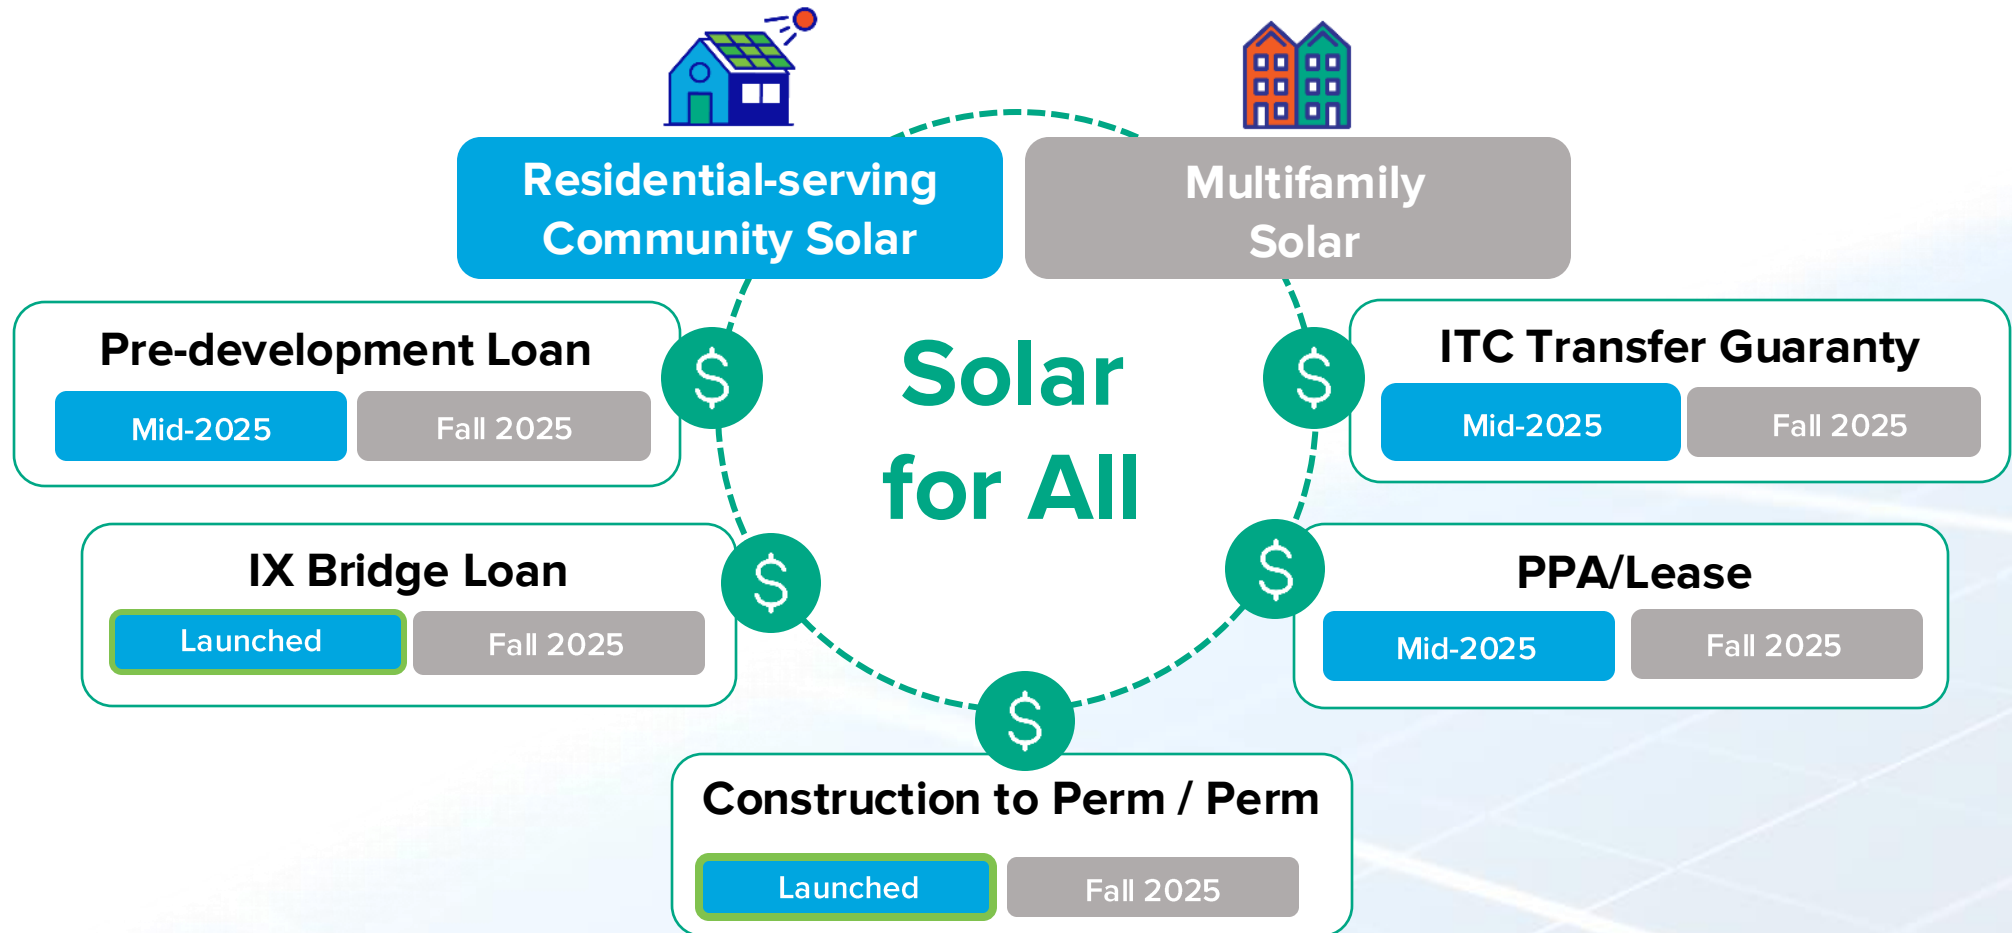 Residential-serving
Community Solar
Multifamily
Solar
Solar
for All
Pre-development Loan
Mid-2025
Fall 2025
ITC Transfer Guaranty
Mid-2025
Fall 2025
IX Bridge Loan
Launched
Fall 2025
PPA/Lease
Mid-2025
Fall 2025
Construction to Perm / Perm
Launched
Fall 2025
$
$
$
$
$